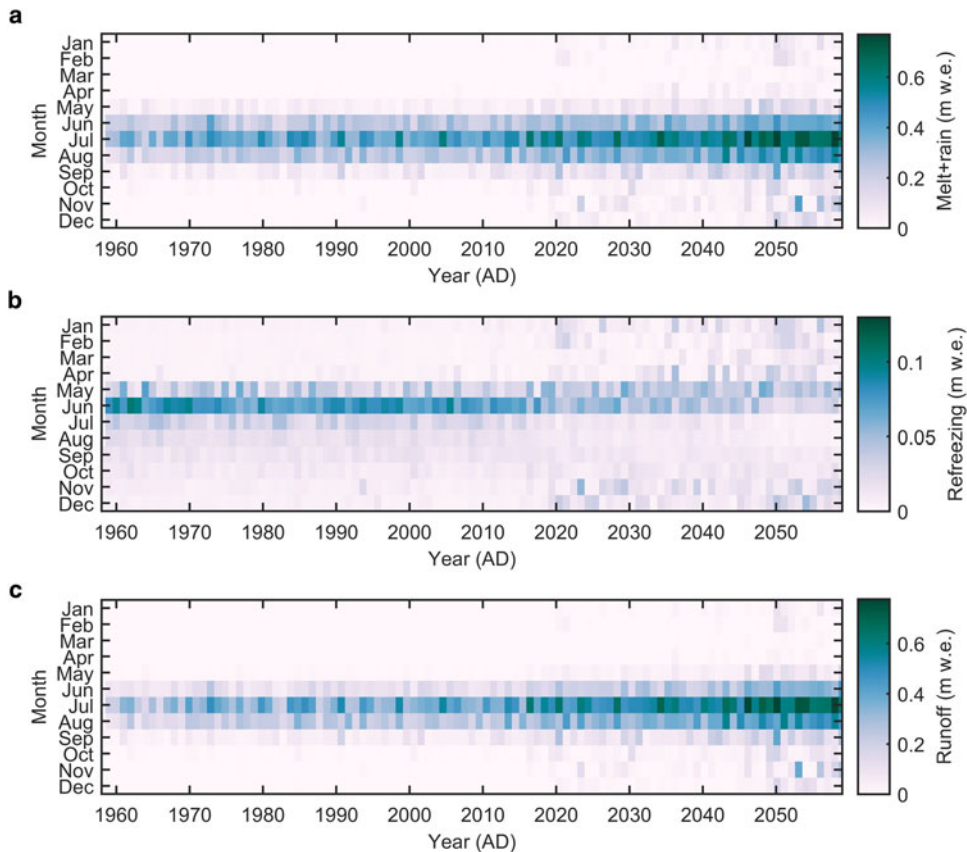 a
Jan
Feb
Mar
Apr
May
Jun
Jul
Aug
Sep
Oct
Nov
Dec
Month
1960 1970 1980 1990 2000 2010 2020 2030 2040 2050
Year (AD)
0.6
0.4
0.2
0
Melt+rain (m w.e.)
b
Jan
Feb
Mar
Apr
May
Jun
Jul
Aug
Sep
Oct
Nov
Dec
Month
1960 1970 1980 1990 2000 2010 2020 2030 2040 2050
Year (AD)
0.1
0.05
0
Refreezing (m w.e.)
c
Jan
Feb
Mar
Apr
May
Jun
Jul
Aug
Sep
Oct
Nov
Dec
Month
1960 1970 1980 1990 2000 2010 2020 2030 2040 2050
Year (AD)
0.6
0.4
0.2
0
Runoff (m w.e.)